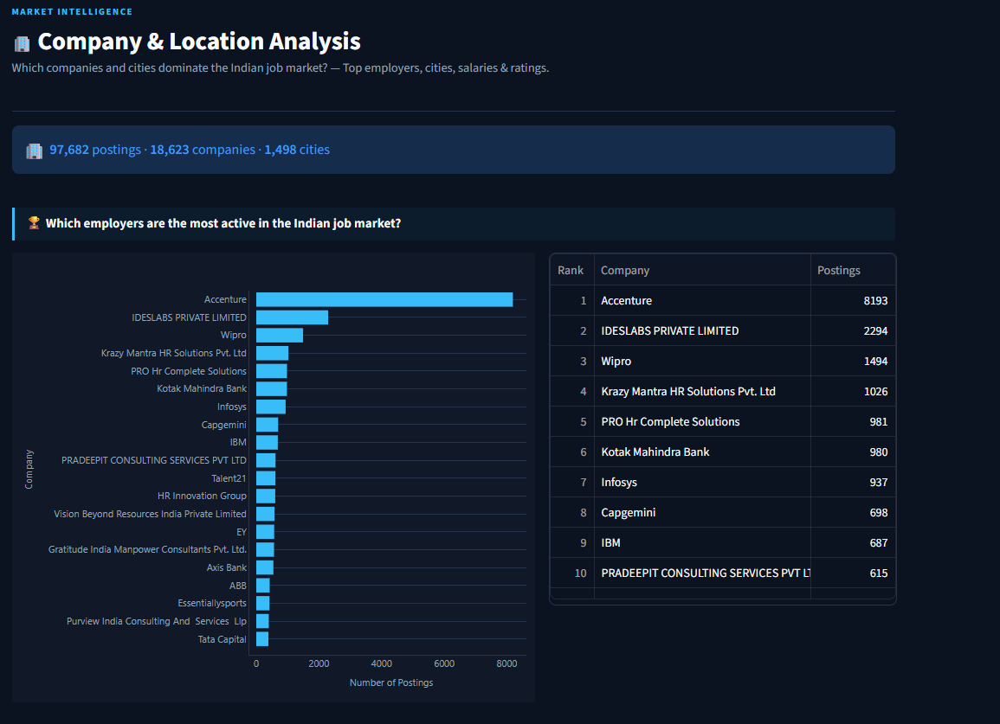 MARKET INTELLIGENCE
🏢 Company & Location Analysis
Which companies and cities dominate the Indian job market? — Top employers, cities, salaries & ratings.
🏢 97,682 postings · 18,623 companies · 1,498 cities
🏆 Which employers are the most active in the Indian job market?
Company
Accenture
IDESLABS PRIVATE LIMITED
Wipro
Krazy Mantra HR Solutions Pvt. Ltd
PRO Hr Complete Solutions
Kotak Mahindra Bank
Infosys
Capgemini
IBM
PRADEEPIT CONSULTING SERVICES PVT LTD
Talent21
HR Innovation Group
Vision Beyond Resources India Private Limited
EY
Gratitude India Manpower Consultants Pvt. Ltd.
Axis Bank
ABB
Essentiallysports
Purview India Consulting And  Services  Llp
Tata Capital
0 2000 4000 6000 8000
Number of Postings
Rank Company Postings
1 Accenture 8193
2 IDESLABS PRIVATE LIMITED 2294
3 Wipro 1494
4 Krazy Mantra HR Solutions Pvt. Ltd 1026
5 PRO Hr Complete Solutions 981
6 Kotak Mahindra Bank 980
7 Infosys 937
8 Capgemini 698
9 IBM 687
10 PRADEEPIT CONSULTING SERVICES PVT LT 615